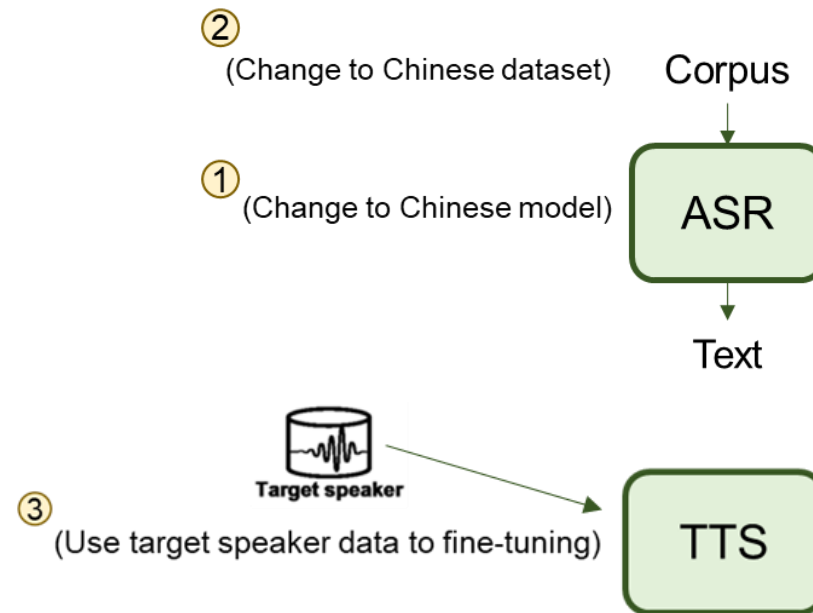 ②
(Change to Chinese dataset) Corpus
①
(Change to Chinese model) ASR
Text
Target speaker
③
(Use target speaker data to fine-tuning) TTS